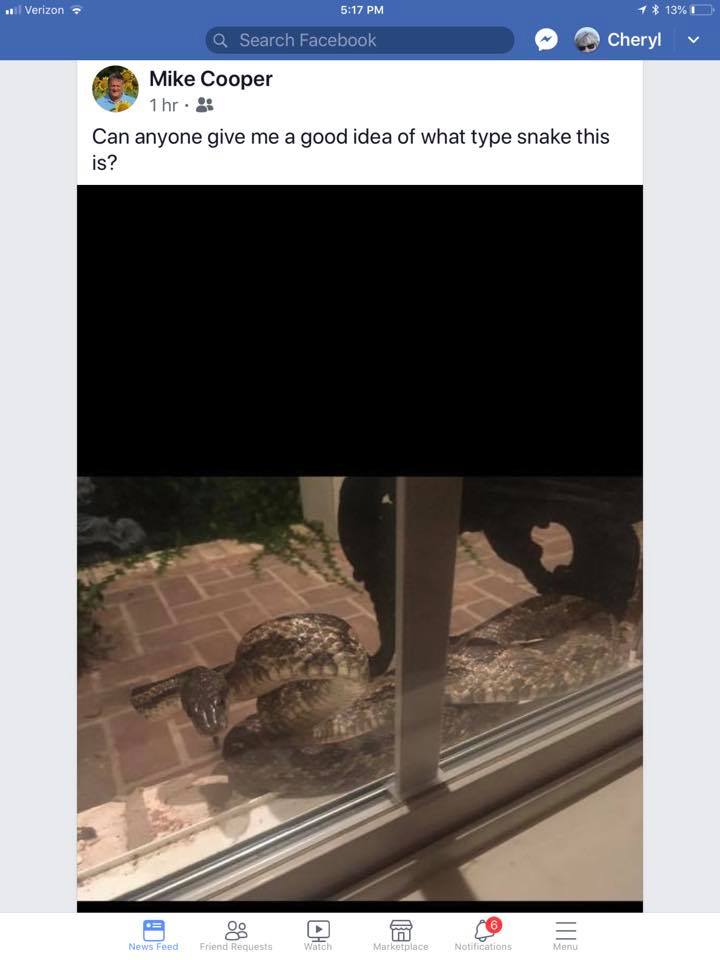 Verizon 5:17 PM 13%
Search Facebook Cheryl
Mike Cooper
1 hr ·
Can anyone give me a good idea of what type snake this
is?
6
News Feed Friend Requests Watch Marketplace Notifications Menu